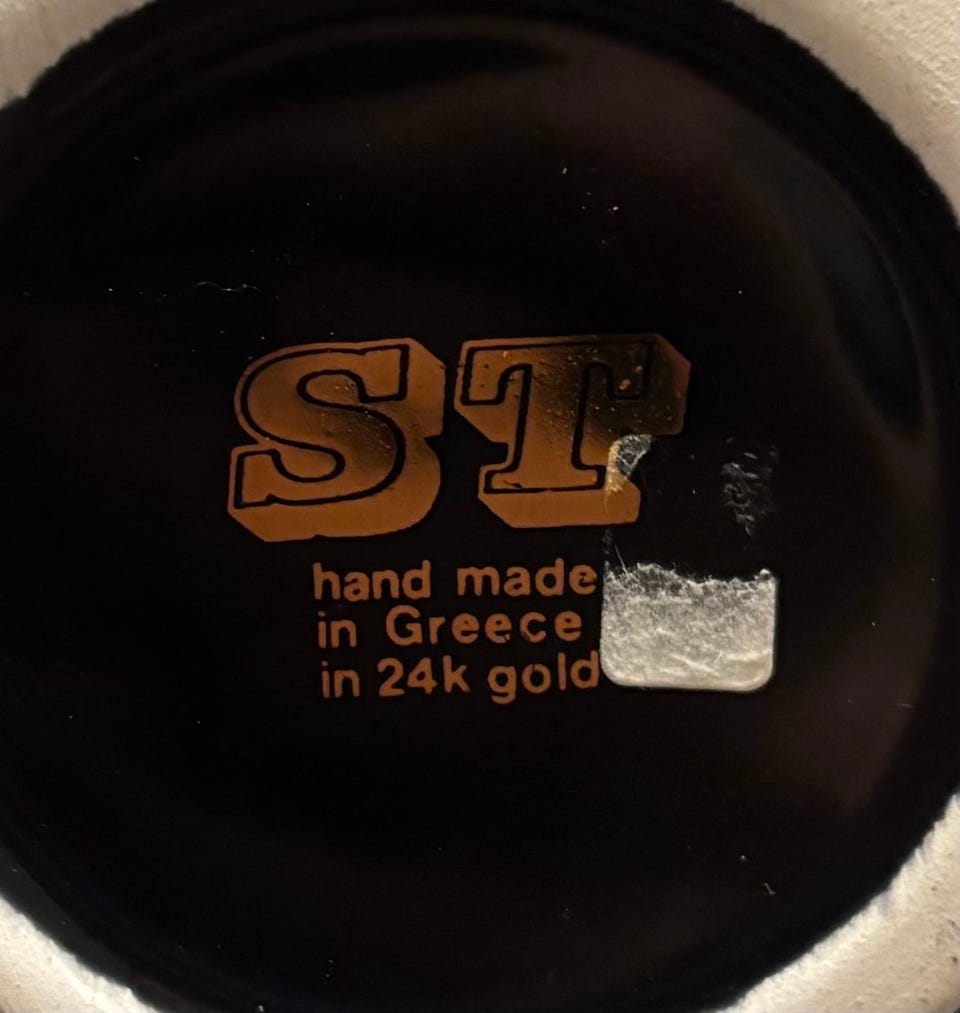 ST
hand made
in Greece
in 24k gold